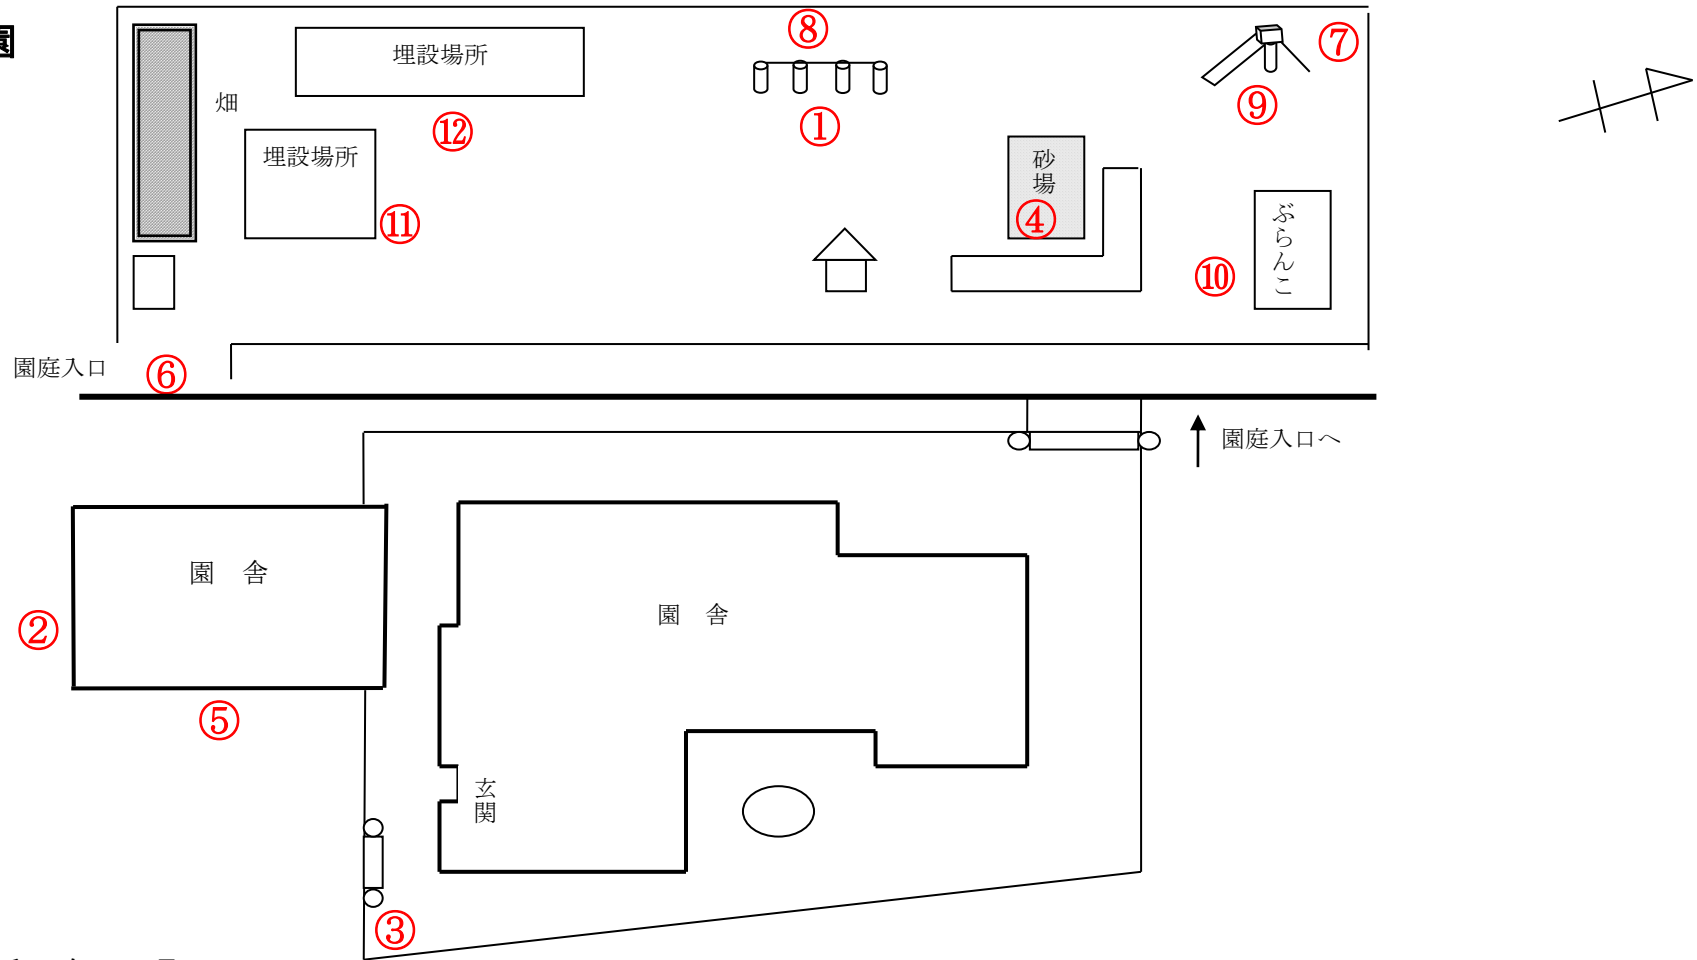 園
⑧
⑦
埋設場所
畑
⑨
⑫
①
埋設場所
砂場
④
⑪
ぶらんこ
⑩
園庭入口
⑥
園庭入口へ
園 舎
園 舎
②
⑤
玄関
③